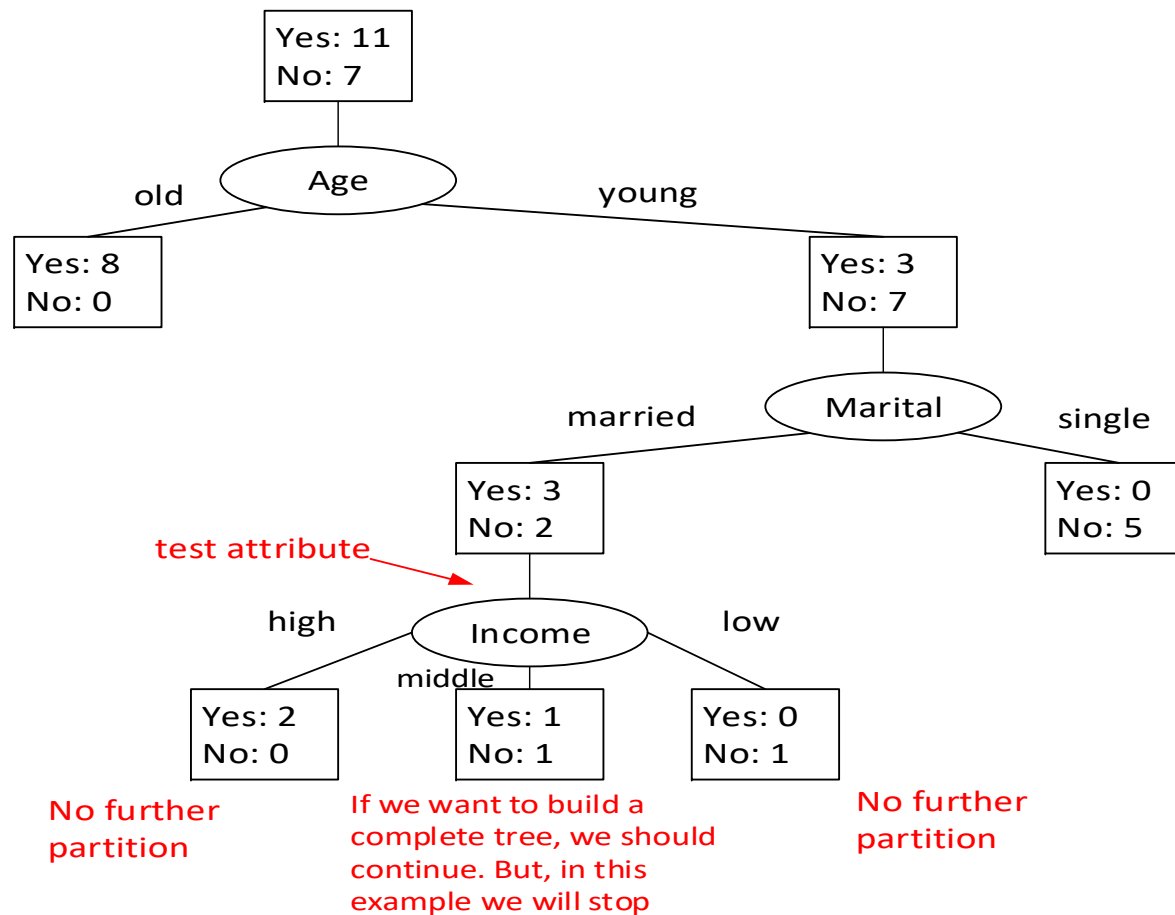 Yes: 11
No: 7
Age
old
young
Yes: 8
No: 0
Yes: 3
No: 7
Marital
married
single
Yes: 3
No: 2
Yes: 0
No: 5
test attribute
Income
high
middle
low
Yes: 2
No: 0
Yes: 1
No: 1
Yes: 0
No: 1
No further
partition
If we want to build a
complete tree, we should
continue. But, in this
example we will stop
No further
partition